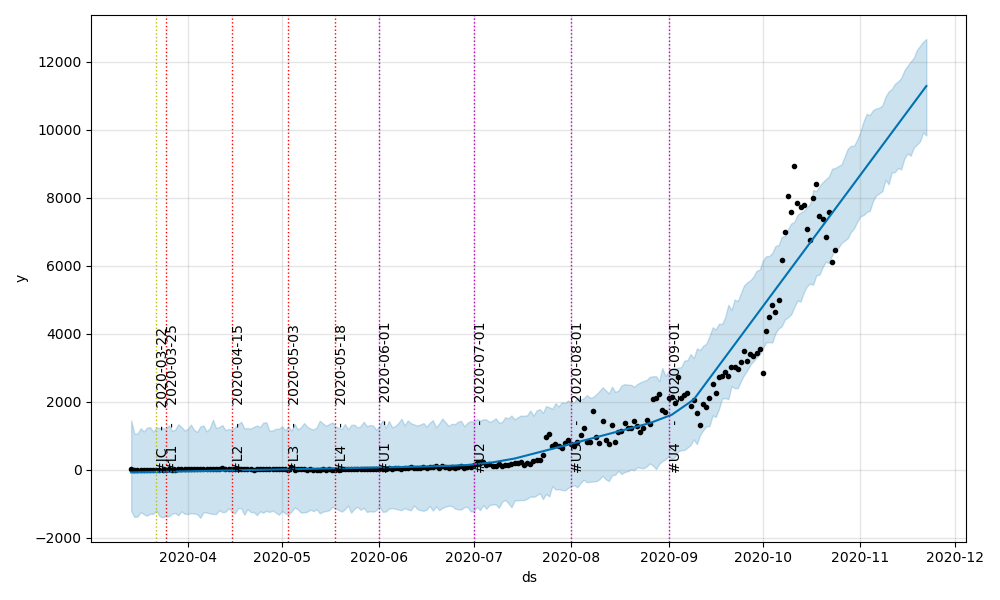 12000
10000
8000
6000
4000
2000
0
−2000
y
#JC - 2020-03-22
#L1 - 2020-03-25
#L2 - 2020-04-15
#L3 - 2020-05-03
#L4 - 2020-05-18
#U1 - 2020-06-01
#U2 - 2020-07-01
#U3 - 2020-08-01
#U4 - 2020-09-01
2020-04 2020-05 2020-06 2020-07 2020-08 2020-09 2020-10 2020-11 2020-12
ds